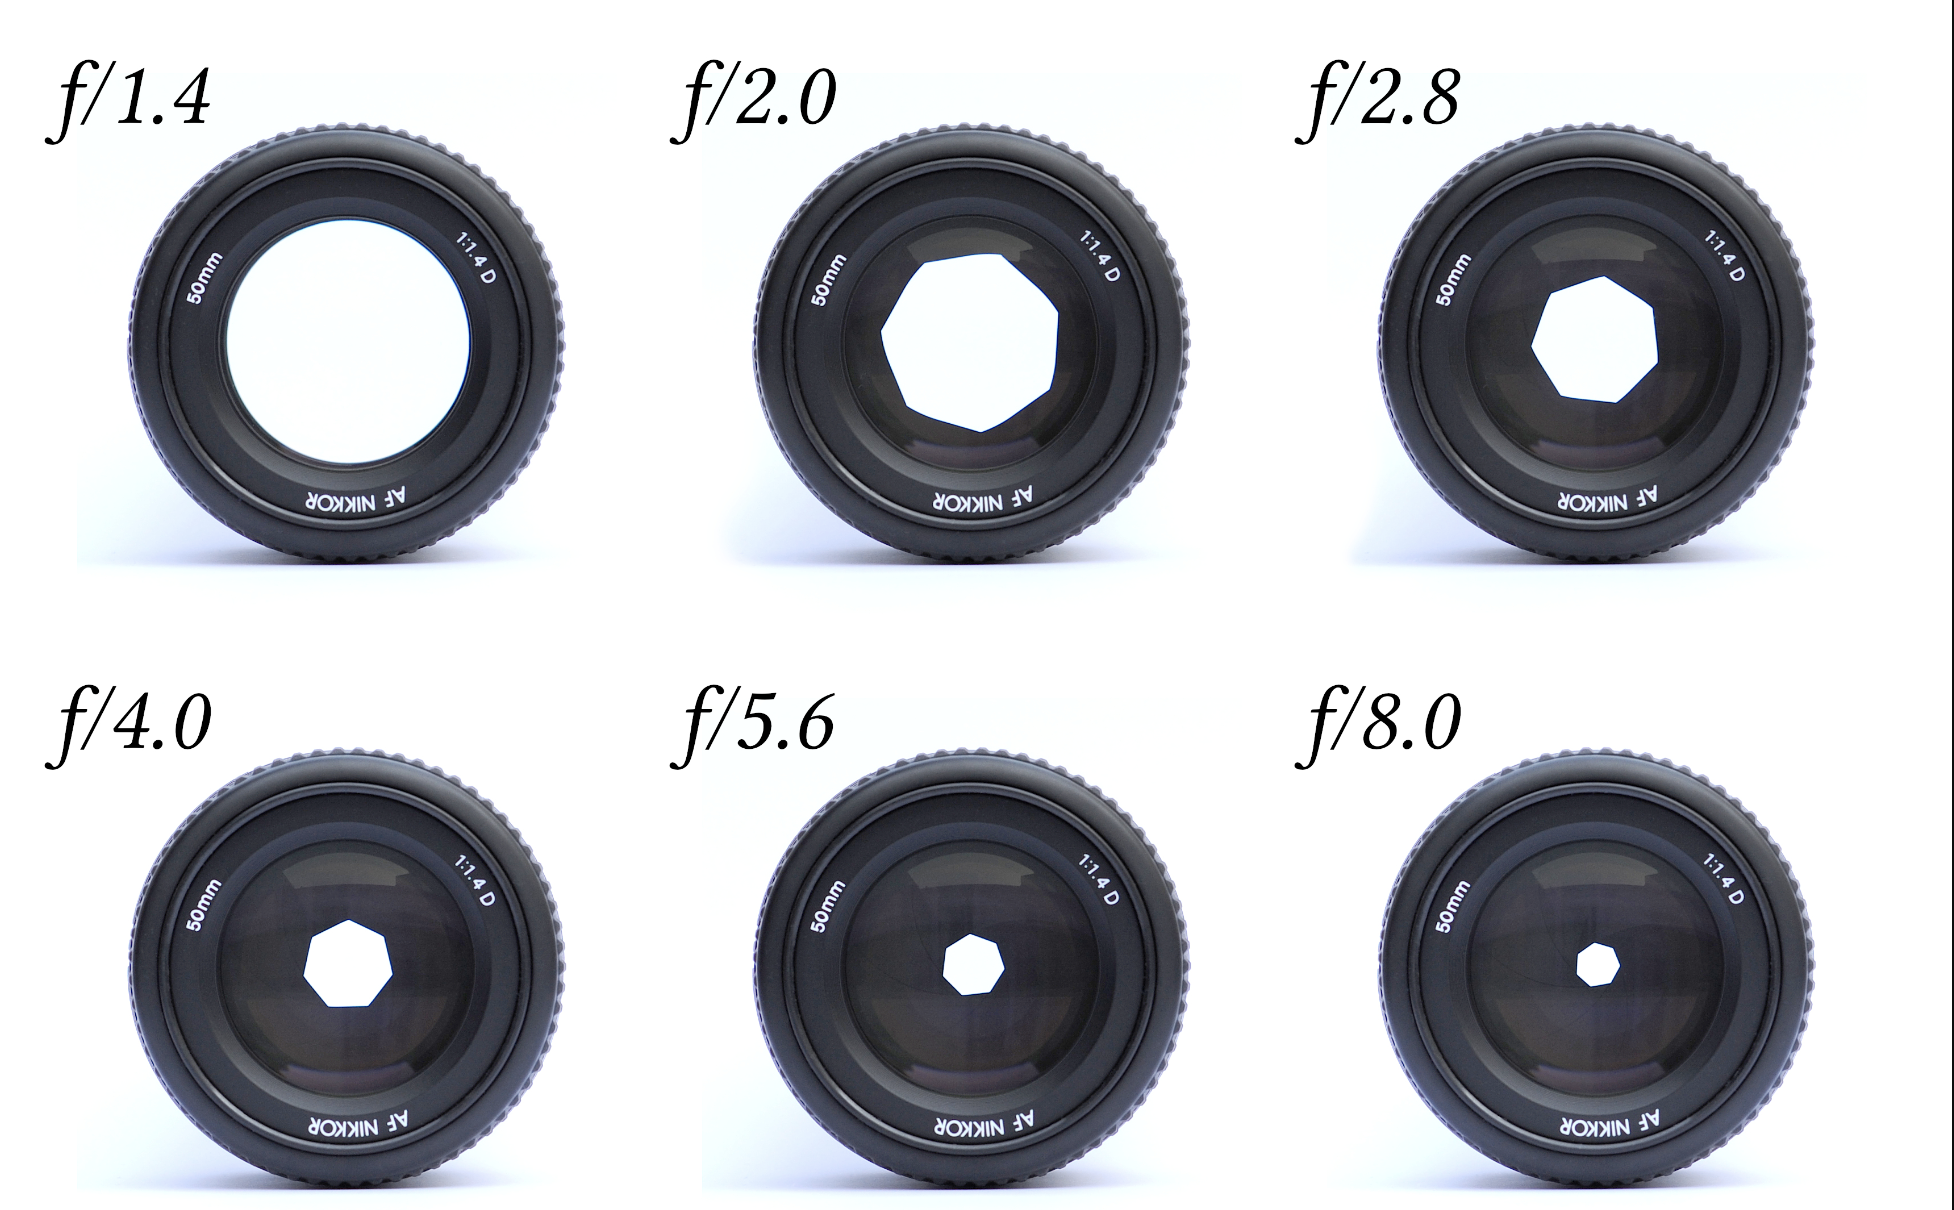 f/1.4
50mm
1:1.4 D
AF NIKKOR
f/2.0
50mm
1:1.4 D
AF NIKKOR
f/2.8
50mm
1:1.4 D
AF NIKKOR
f/4.0
50mm
1:1.4 D
AF NIKKOR
f/5.6
50mm
1:1.4 D
AF NIKKOR
f/8.0
50mm
1:1.4 D
AF NIKKOR